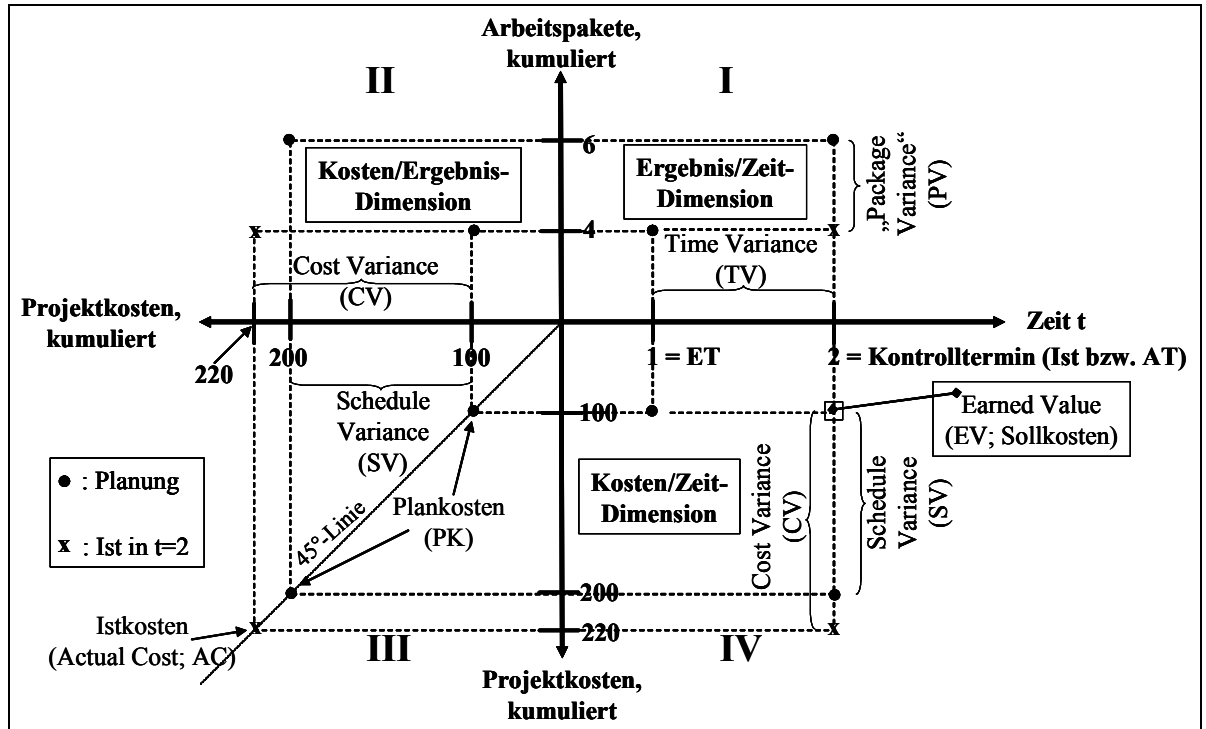 Arbeitspakete,
kumuliert
II
I
6
Kosten/Ergebnis-
Dimension
Ergebnis/Zeit-
Dimension
„Package
Variance“
(PV)
x
4
x
Time Variance
(TV)
Cost Variance
(CV)
Projektkosten,
kumuliert
Zeit t
220
200
100
1 = ET
2 = Kontrolltermin (Ist bzw. AT)
Schedule
Variance
(SV)
100
Earned Value
(EV; Sollkosten)
● : Planung
x : Ist in t=2
45°-Linie
Plankosten
(PK)
Kosten/Zeit-
Dimension
Cost Variance
(CV)
Schedule
Variance
(SV)
200
Istkosten
(Actual Cost; AC)
x
220
x
III
IV
Projektkosten,
kumuliert